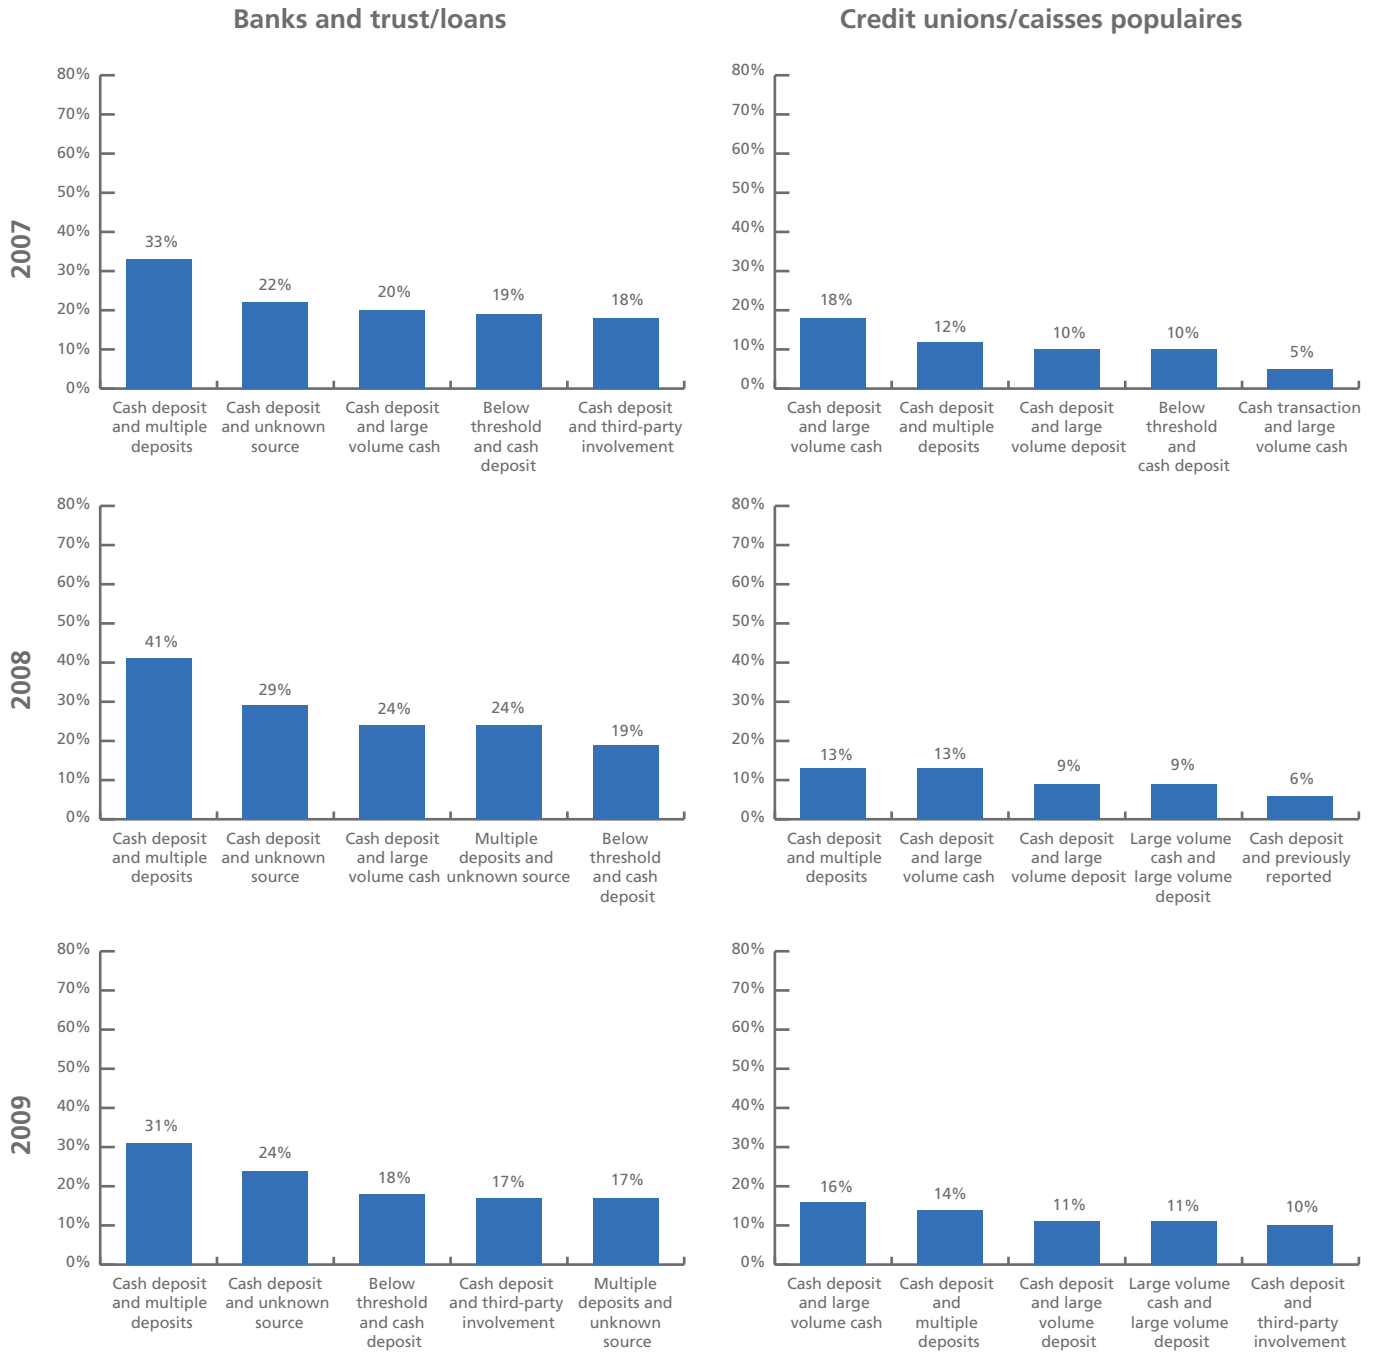 Banks and trust/loans
Credit unions/caisses populaires
2007
80%
70%
60%
50%
40%
30%
20%
10%
0%
33%
22%
20%
19%
18%
Cash deposit
and multiple
deposits
Cash deposit
and unknown
source
Cash deposit
and large
volume cash
Below
threshold
and cash
deposit
Cash deposit
and third-party
involvement
80%
70%
60%
50%
40%
30%
20%
10%
0%
18%
12%
10%
10%
5%
Cash deposit
and large
volume cash
Cash deposit
and multiple
deposits
Cash deposit
and large
volume deposit
Below
threshold
and
cash deposit
Cash transaction
and large
volume cash
2008
80%
70%
60%
50%
40%
30%
20%
10%
0%
41%
29%
24%
24%
19%
Cash deposit
and multiple
deposits
Cash deposit
and unknown
source
Cash deposit
and large
volume cash
Multiple
deposits and
unknown source
Below
threshold
and cash
deposit
80%
70%
60%
50%
40%
30%
20%
10%
0%
13%
13%
9%
9%
6%
Cash deposit
and multiple
deposits
Cash deposit
and large
volume cash
Cash deposit
and large
volume deposit
Large volume
cash and
large volume
deposit
Cash deposit
and previously
reported
2009
80%
70%
60%
50%
40%
30%
20%
10%
0%
31%
24%
18%
17%
17%
Cash deposit
and multiple
deposits
Cash deposit
and unknown
source
Below
threshold
and cash
deposit
Cash deposit
and third-party
involvement
Multiple
deposits and
unknown
source
80%
70%
60%
50%
40%
30%
20%
10%
0%
16%
14%
11%
11%
10%
Cash deposit
and large
volume cash
Cash deposit
and
multiple
deposits
Cash deposit
and large
volume
deposit
Large volume
cash and
large volume
deposit
Cash deposit
and
third-party
involvement